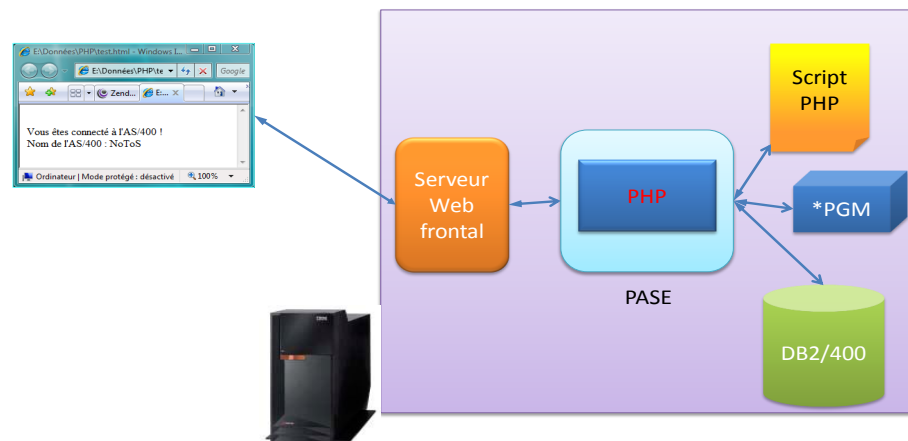 E:\Données\PHP\test.html - Windows I...
E:\Données\PHP\te
Google
Zend...
E:...
Vous êtes connecté à l'AS/400 !
Nom de l'AS/400 : NoToS
Ordinateur | Mode protégé : désactivé
100%
Serveur
Web
frontal
PHP
PASE
Script
PHP
*PGM
DB2/400
IBM